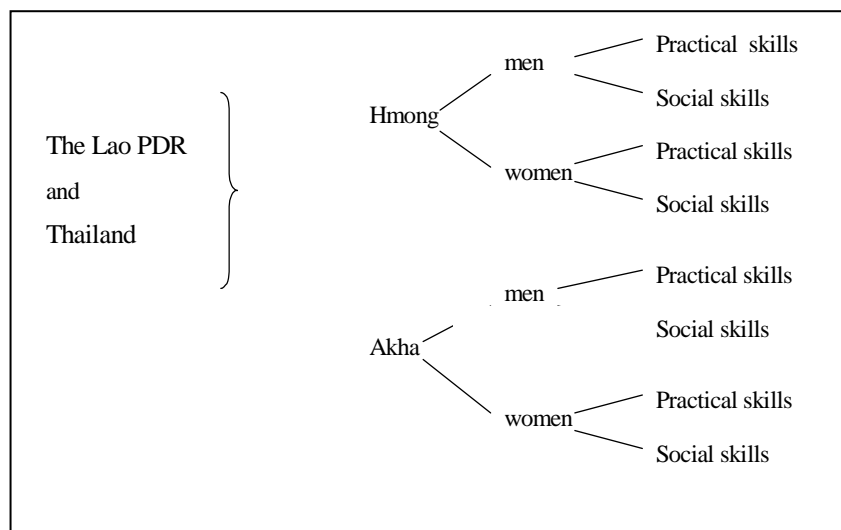 The Lao PDR
and
Thailand
Hmong
men
Practical skills
Social skills
women
Practical skills
Social skills
Akha
men
Practical skills
Social skills
women
Practical skills
Social skills